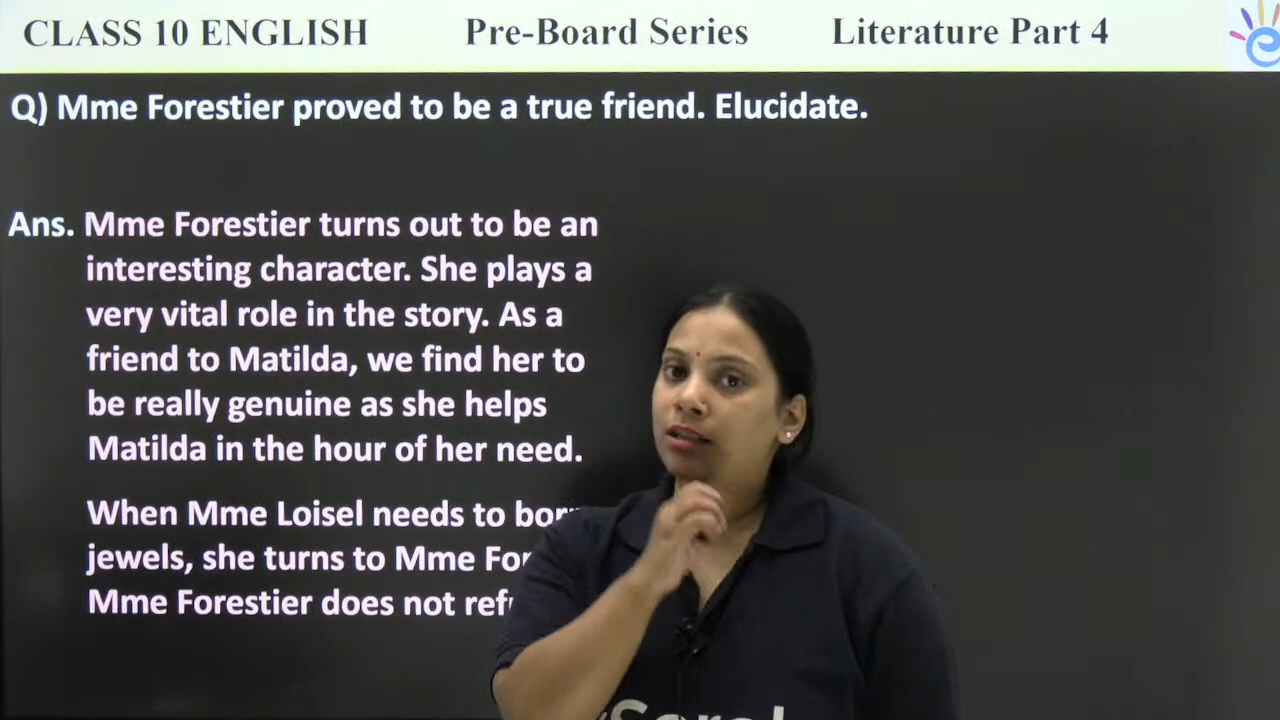 CLASS 10 ENGLISH Pre-Board Series Literature Part 4
Q) Mme Forestier proved to be a true friend. Elucidate.
Ans. Mme Forestier turns out to be an
interesting character. She plays a
very vital role in the story. As a
friend to Matilda, we find her to
be really genuine as she helps
Matilda in the hour of her need.
When Mme Loisel needs to
jewels, she turns to Mme
Mme Forestier does not